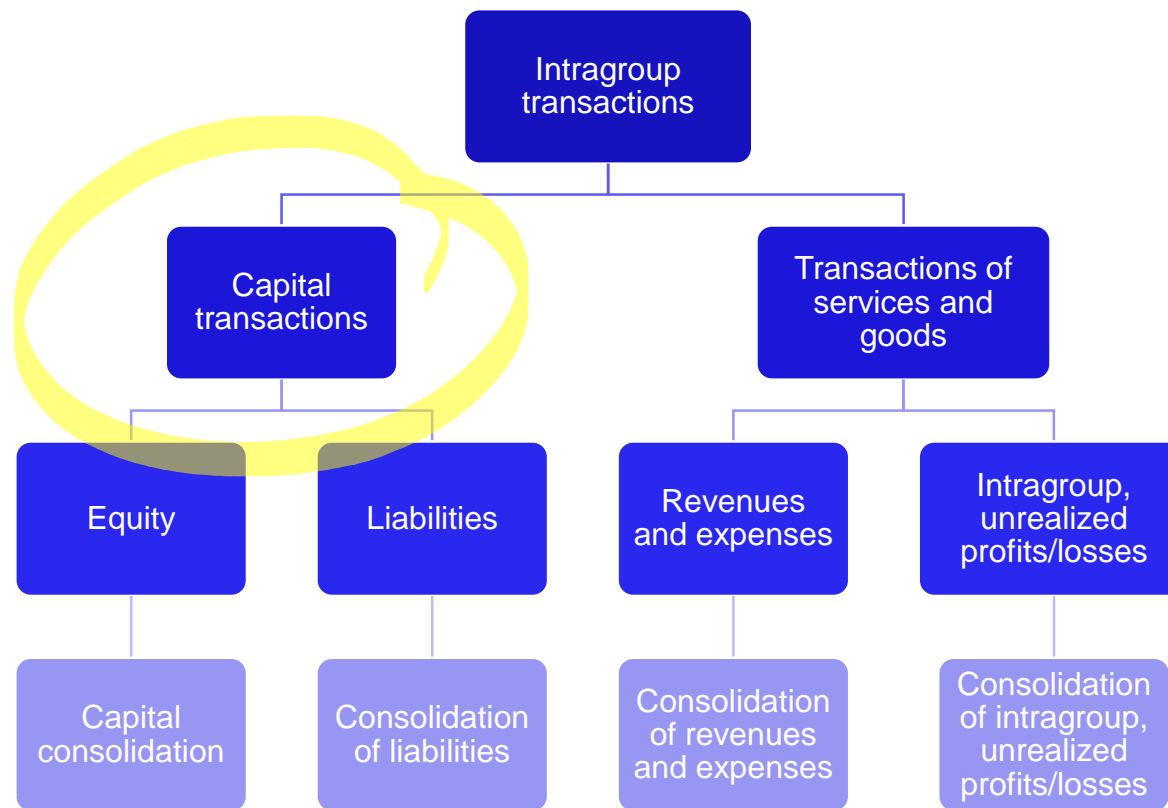 Intragroup
transactions
Capital
transactions
Transactions of
services and
goods
Equity
Liabilities
Revenues
and expenses
Intragroup,
unrealized
profits/losses
Capital
consolidation
Consolidation
of liabilities
Consolidation
of revenues
and expenses
Consolidation
of intragroup,
unrealized
profits/losses